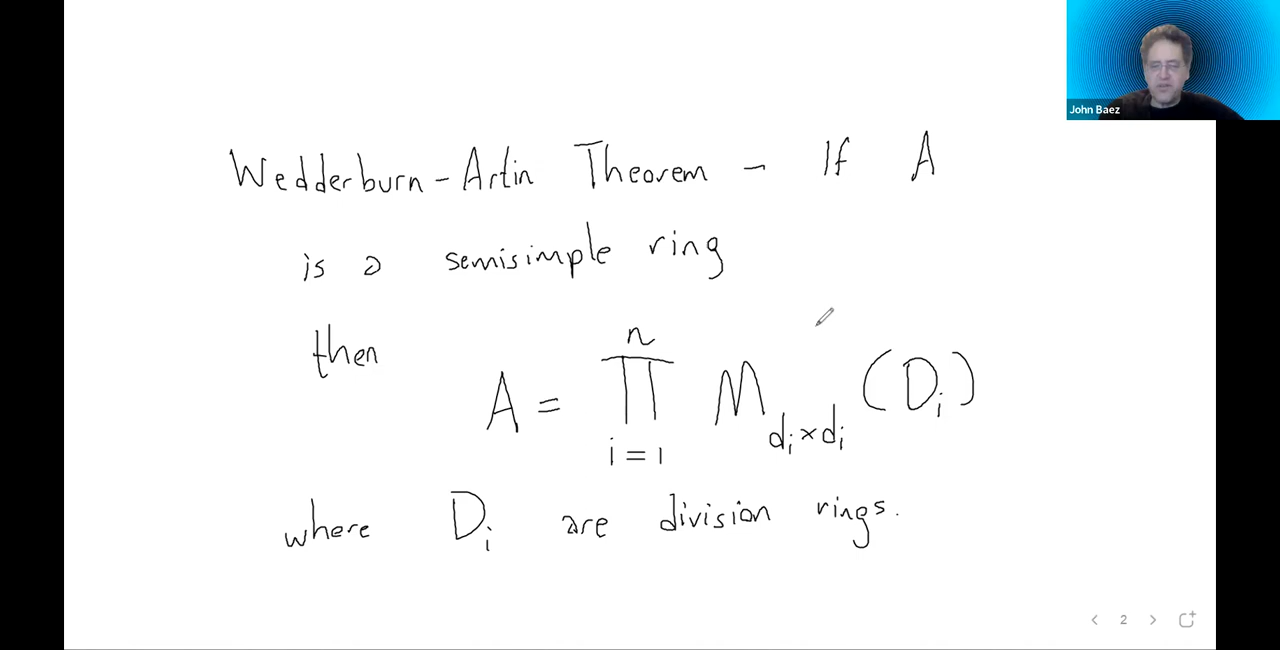 John Baez
Wedderburn-Artin Theorem - If A
is a semisimple ring
then
n
A = ∏ M_{d_i×d_i} (D_i)
i = 1
where D_i are division rings.
2